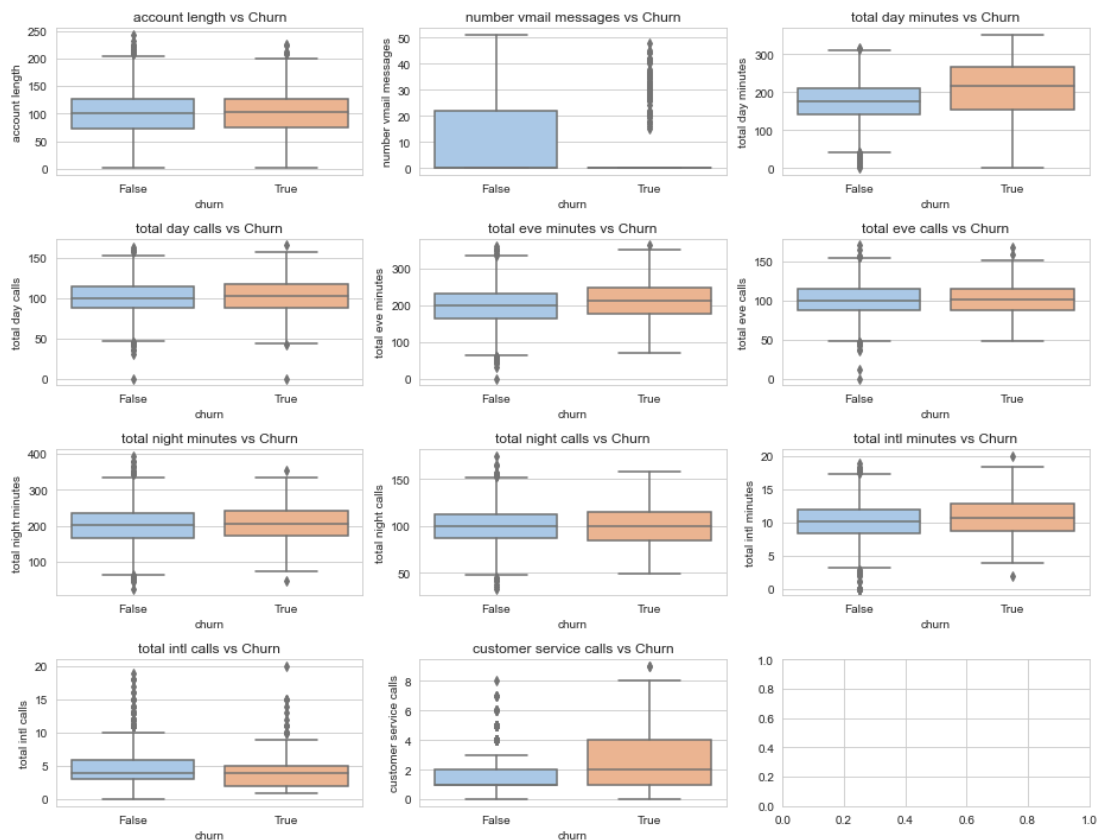 account length vs Churn
account length
250
200
150
100
50
0
False
True
churn
number vmail messages vs Churn
number vmail messages
50
40
30
20
10
0
False
True
churn
total day minutes vs Churn
total day minutes
300
200
100
0
False
True
churn
total day calls vs Churn
total day calls
150
100
50
0
False
True
churn
total eve minutes vs Churn
total eve minutes
300
200
100
0
False
True
churn
total eve calls vs Churn
total eve calls
150
100
50
0
False
True
churn
total night minutes vs Churn
total night minutes
400
300
200
100
False
True
churn
total night calls vs Churn
total night calls
150
100
50
False
True
churn
total intl minutes vs Churn
total intl minutes
20
15
10
5
0
False
True
churn
total intl calls vs Churn
total intl calls
20
15
10
5
0
False
True
churn
customer service calls vs Churn
customer service calls
8
6
4
2
0
False
True
churn
1.0
0.8
0.6
0.4
0.2
0.0
0.0
0.2
0.4
0.6
0.8
1.0